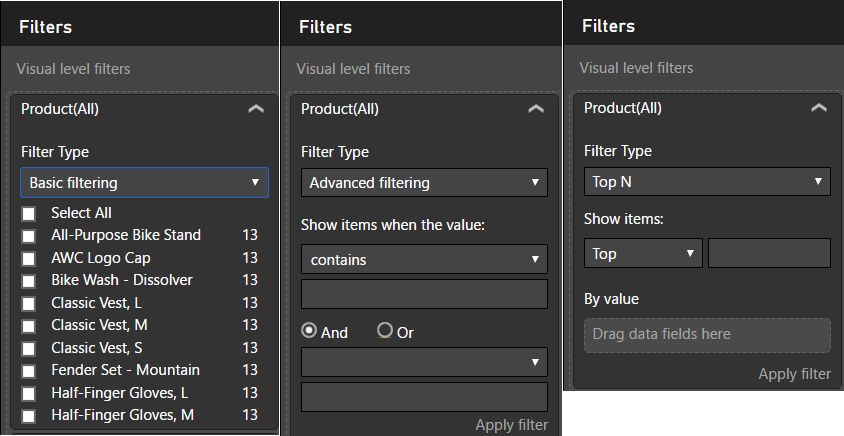 Filters
Visual level filters
Product(All)
Filter Type
Basic filtering
Select All
All-Purpose Bike Stand 13
AWC Logo Cap 13
Bike Wash - Dissolver 13
Classic Vest, L 13
Classic Vest, M 13
Classic Vest, S 13
Fender Set - Mountain 13
Half-Finger Gloves, L 13
Half-Finger Gloves, M 13
Filters
Visual level filters
Product(All)
Filter Type
Advanced filtering
Show items when the value:
contains
And Or
Apply filter
Filters
Visual level filters
Product(All)
Filter Type
Top N
Show items:
Top
By value
Drag data fields here
Apply filter